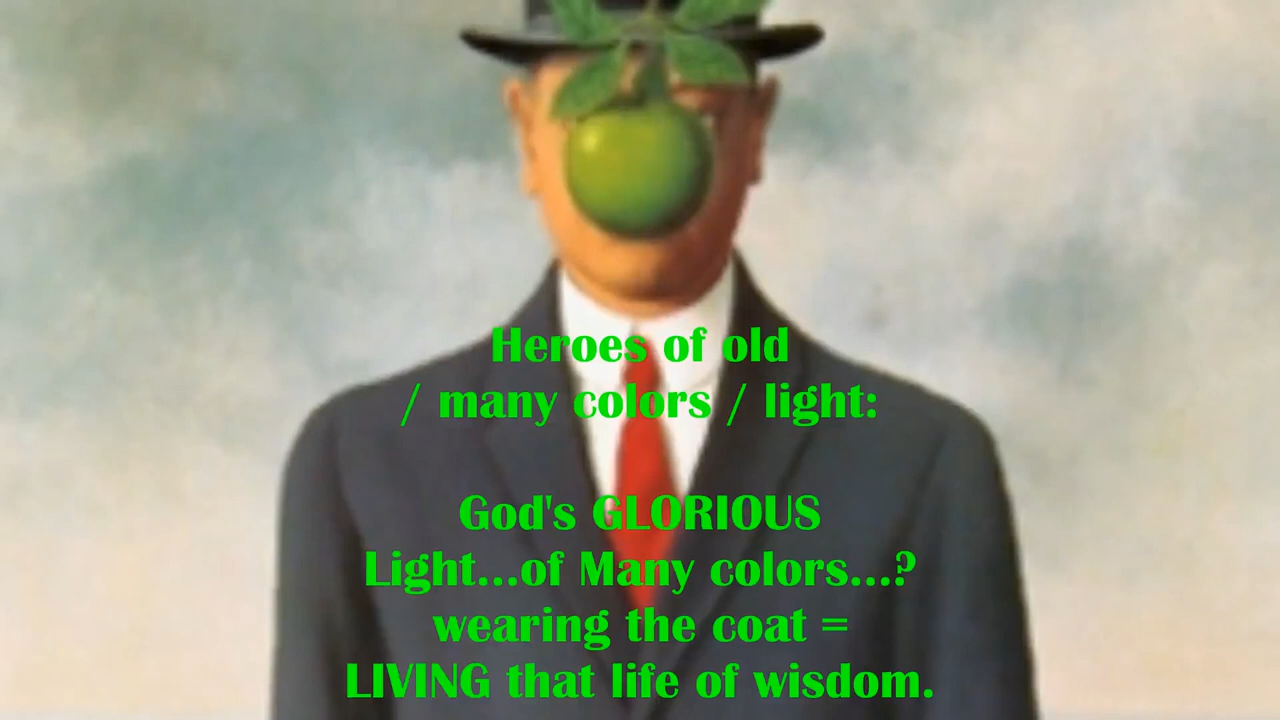 Heroes of old
/ many colors / light:
God's GLORIOUS
Light...of Many colors...?
wearing the coat =
LIVING that life of wisdom.